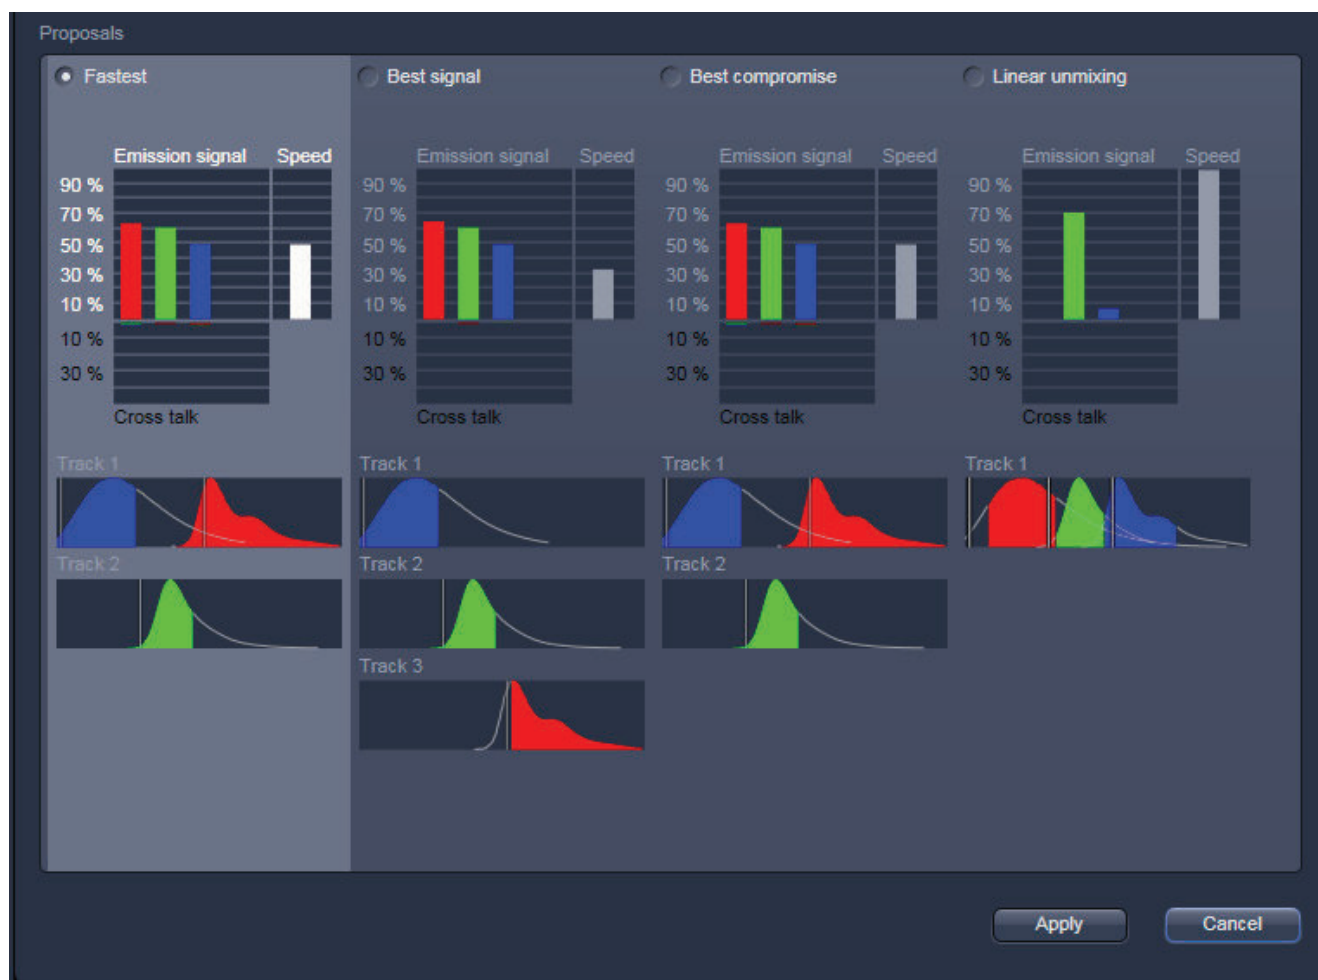 Proposals
Fastest
Best signal
Best compromise
Linear unmixing
Emission signal Speed
90 %
70 %
50 %
30 %
10 %
10 %
30 %
Cross talk
Track 1
Track 2
Emission signal Speed
90 %
70 %
50 %
30 %
10 %
10 %
30 %
Cross talk
Track 1
Track 2
Track 3
Emission signal Speed
90 %
70 %
50 %
30 %
10 %
10 %
30 %
Cross talk
Track 1
Track 2
Emission signal Speed
90 %
70 %
50 %
30 %
10 %
10 %
30 %
Cross talk
Track 1
Apply
Cancel